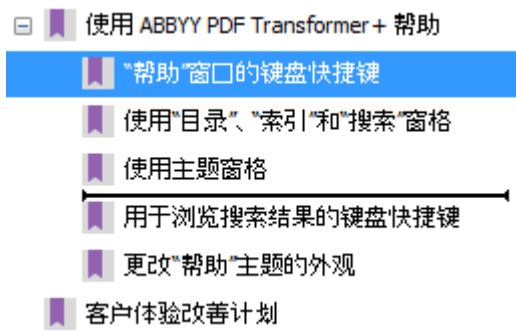 使用 ABBYY PDF Transformer+ 帮助
“帮助”窗口的键盘快捷键
使用“目录”、“索引”和“搜索”窗格
使用主题窗格
用于浏览搜索结果的键盘快捷键
更改“帮助”主题的外观
客户体验改善计划